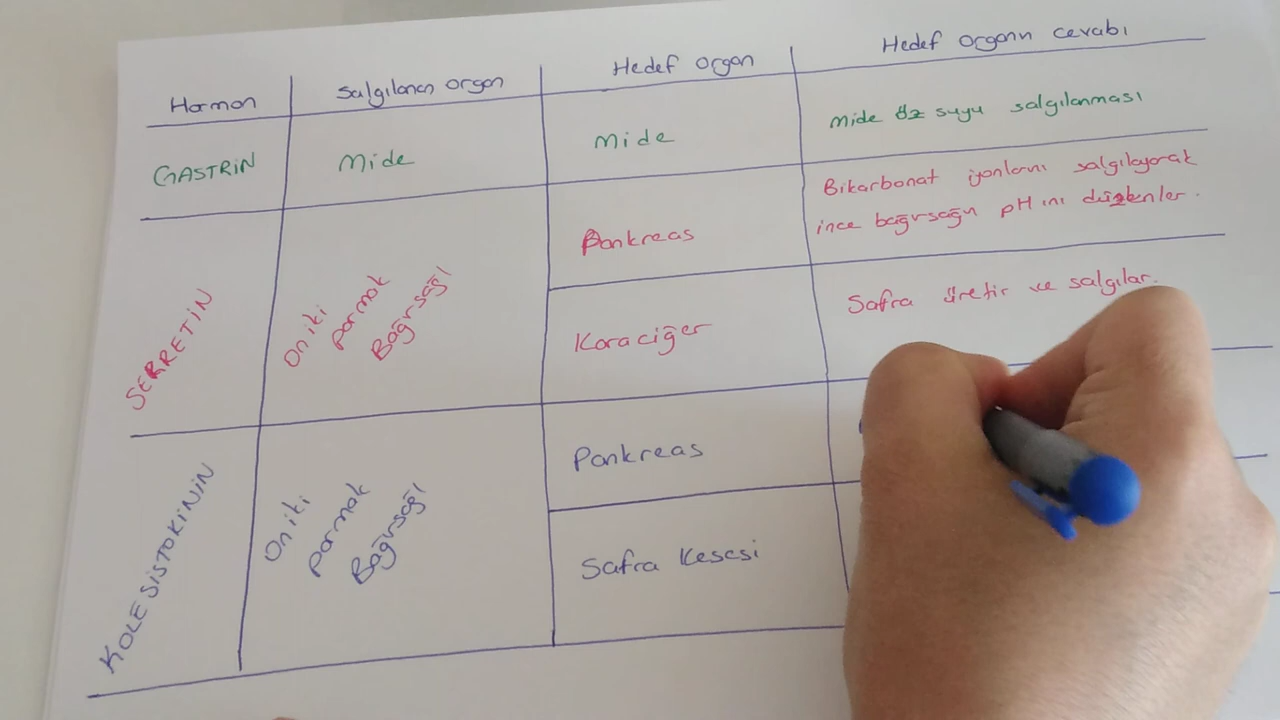 Hormon Salgılanan organ Hedef organ Hedef organın cevabı
GASTRİN Mide Mide Mide öz suyu salgılanması
SEKRETİN
Oniki
parmak
Bağırsağı
Pankreas
Bikarbonat iyonlarını salgılayarak
ince bağırsağın pH ını düzenler.
Karaciğer Safra üretir ve salgılar.
KOLESİSTOKİNİN
Oniki
parmak
Bağırsağı
Pankreas
Safra Kesesi